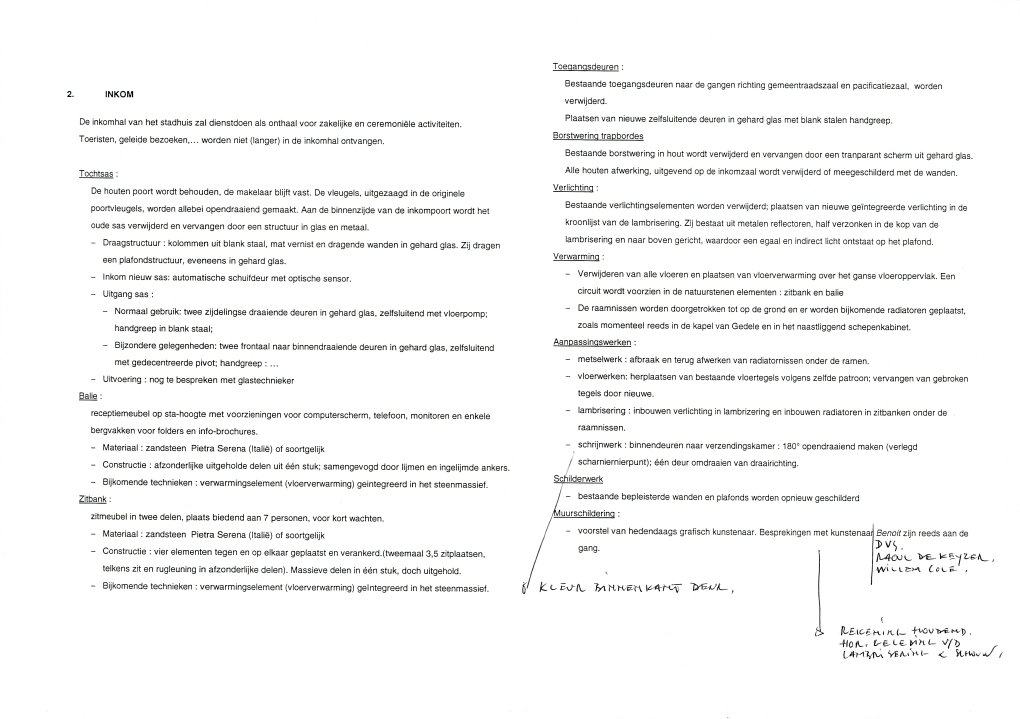 2. INKOM
De inkomhal van het stadhuis zal dienstdoen als onthaal voor zakelijke en ceremoniële activiteiten.
Toeristen, geleide bezoeken,… worden niet (langer) in de inkomhal ontvangen.
Tochtsas :
De houten poort wordt behouden, de makelaar blijft vast. De vleugels, uitgezaagd in de originele
poortvleugels, worden allebei opendraaiend gemaakt. Aan de binnenzijde van de inkompoort wordt het
oude sas verwijderd en vervangen door een structuur in glas en metaal.
– Draagstructuur : kolommen uit blank staal, mat vernist en dragende wanden in gehard glas. Zij dragen
een plafondstructuur, eveneens in gehard glas.
– Inkom nieuw sas: automatische schuifdeur met optische sensor.
– Uitgang sas :
– Normaal gebruik: twee zijdelingse draaiende deuren in gehard glas, zelfsluitend met vloerpomp;
handgreep in blank staal;
– Bijzondere gelegenheden: twee frontaal naar binnendraaiende deuren in gehard glas, zelfsluitend
met gedecentreerde pivot; handgreep : …
– Uitvoering : nog te bespreken met glastechnieker
Balie :
receptiemeubel op sta-hoogte met voorzieningen voor computerscherm, telefoon, monitoren en enkele
bergvakken voor folders en info-brochures.
– Materiaal : zandsteen Pietra Serena (Italië) of soortgelijk
– Constructie : afzonderlijke uitgeholde delen uit één stuk; samengevogd door lijmen en ingelijmde ankers.
– Bijkomende technieken : verwarmingselement (vloerverwarming) geïntegreerd in het steenmassief.
Zitbank :
zitmeubel in twee delen, plaats biedend aan 7 personen, voor kort wachten.
– Materiaal : zandsteen Pietra Serena (Italië) of soortgelijk
– Constructie : vier elementen tegen en op elkaar geplaatst en verankerd.(tweemaal 3,5 zitplaatsen,
telkens zit en rugleuning in afzonderlijke delen). Massieve delen in één stuk, doch uitgehold.
– Bijkomende technieken : verwarmingselement (vloerverwarming) geïntegreerd in het steenmassief.
Toegangsdeuren :
Bestaande toegangsdeuren naar de gangen richting gemeentraadszaal en pacificatiezaal, worden
verwijderd.
Plaatsen van nieuwe zelfsluitende deuren in gehard glas met blank stalen handgreep.
Borstwering trapbordes
Bestaande borstwering in hout wordt verwijderd en vervangen door een tranparant scherm uit gehard glas.
Alle houten afwerking, uitgevend op de inkomzaal wordt verwijderd of meegeschilderd met de wanden.
Verlichting :
Bestaande verlichtingselementen worden verwijderd; plaatsen van nieuwe geïntegreerde verlichting in de
kroonlijst van de lambrisering. Zij bestaat uit metalen reflectoren, half verzonken in de kop van de
lambrisering en naar boven gericht, waardoor een egaal en indirect licht ontstaat op het plafond.
Verwarming :
– Verwijderen van alle vloeren en plaatsen van vloerverwarming over het ganse vloeroppervlak. Een
circuit wordt voorzien in de natuurstenen elementen : zitbank en balie
– De raamnissen worden doorgetrokken tot op de grond en er worden bijkomende radiatoren geplaatst,
zoals momenteel reeds in de kapel van Gedele en in het naastliggend schepenkabinet.
Aanpassingswerken :
– metselwerk : afbraak en terug afwerken van radiatornissen onder de ramen.
– vloerwerken: herplaatsen van bestaande vloertegels volgens zelfde patroon; vervangen van gebroken
tegels door nieuwe.
– lambrisering : inbouwen verlichting in lambrizering en inbouwen radiatoren in zitbanken onder de
raamnissen.
– schrijnwerk : binnendeuren naar verzendingskamer : 180° opendraaiend maken (verlegd
scharniernierpunt); één deur omdraaien van draairichting.
Schilderwerk
– bestaande bepleisterde wanden en plafonds worden opnieuw geschilderd
Muurschildering :
– voorstel van hedendaags grafisch kunstenaar. Besprekingen met kunstenaar Benoit zijn reeds aan de
gang.
DVS.
RAOUL DE KEYZER,
WILLEM COLE.
KLEUR BINNENKANT DEUR,
REKENING HOUDEND.
HOR. GELEDING V/D
LAMBRISERING & SCHOUW,